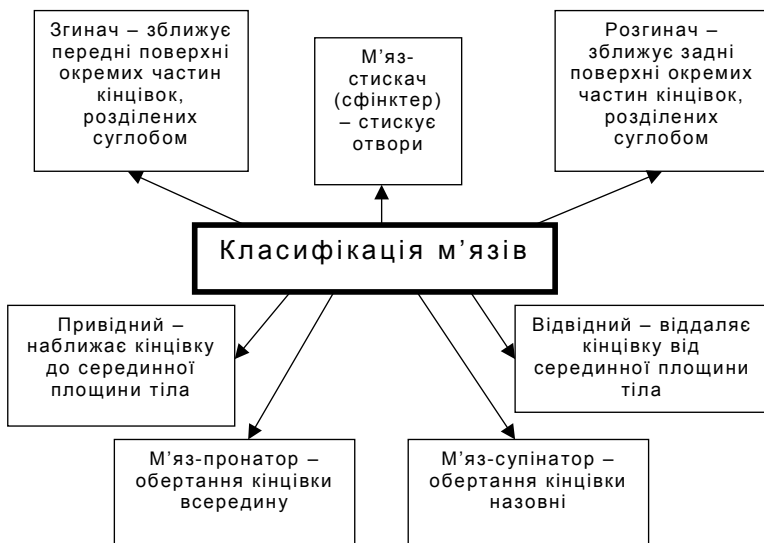 Згинач – зближує
передні поверхні
окремих частин
кінцівок,
розділених
суглобом
М’яз-
стискач
(сфінктер)
– стискує
отвори
Розгинач –
зближує задні
поверхні окремих
частин кінцівок,
розділених
суглобом
Класифікація м’язів
Привідний –
наближає кінцівку
до серединної
площини тіла
Відвідний – віддаляє
кінцівку від
серединної площини
тіла
М’яз-пронатор –
обертання кінцівки
всередину
М’яз-супінатор –
обертання кінцівки
назовні